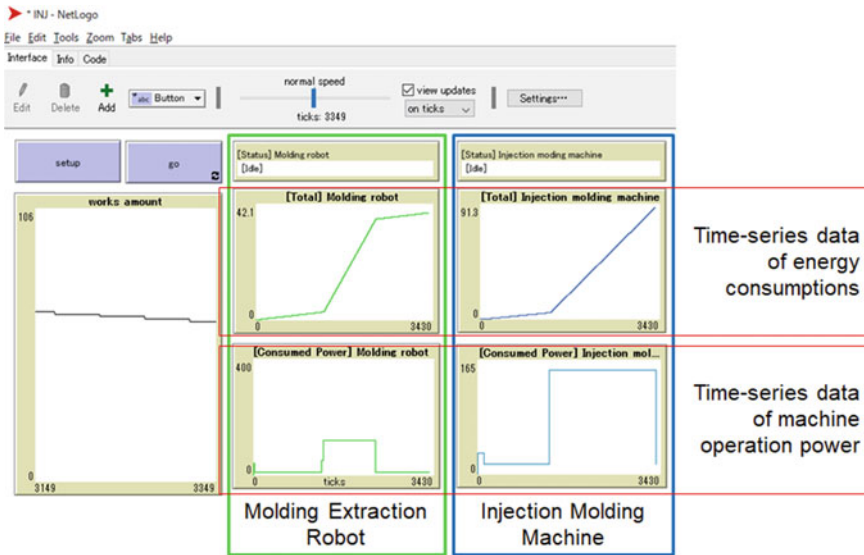 * INJ - NetLogo
File Edit Tools Zoom Tabs Help
Interface Info Code
Edit Delete Add abc Button normal speed ticks: 3349 view updates on ticks Settings...
setup go
[Status] Molding robot
[Idle]
[Status] Injection moding machine
[Idle]
works amount
106
0
3149 3349
[Total] Molding robot
42.1
0
0 3430
[Total] Injection molding machine
91.3
0
0 3430
Time-series data
of energy
consumptions
[Consumed Power] Molding robot
400
0
0 ticks 3430
[Consumed Power] Injection mol...
165
0
0 3430
Time-series data
of machine
operation power
Molding Extraction
Robot
Injection Molding
Machine